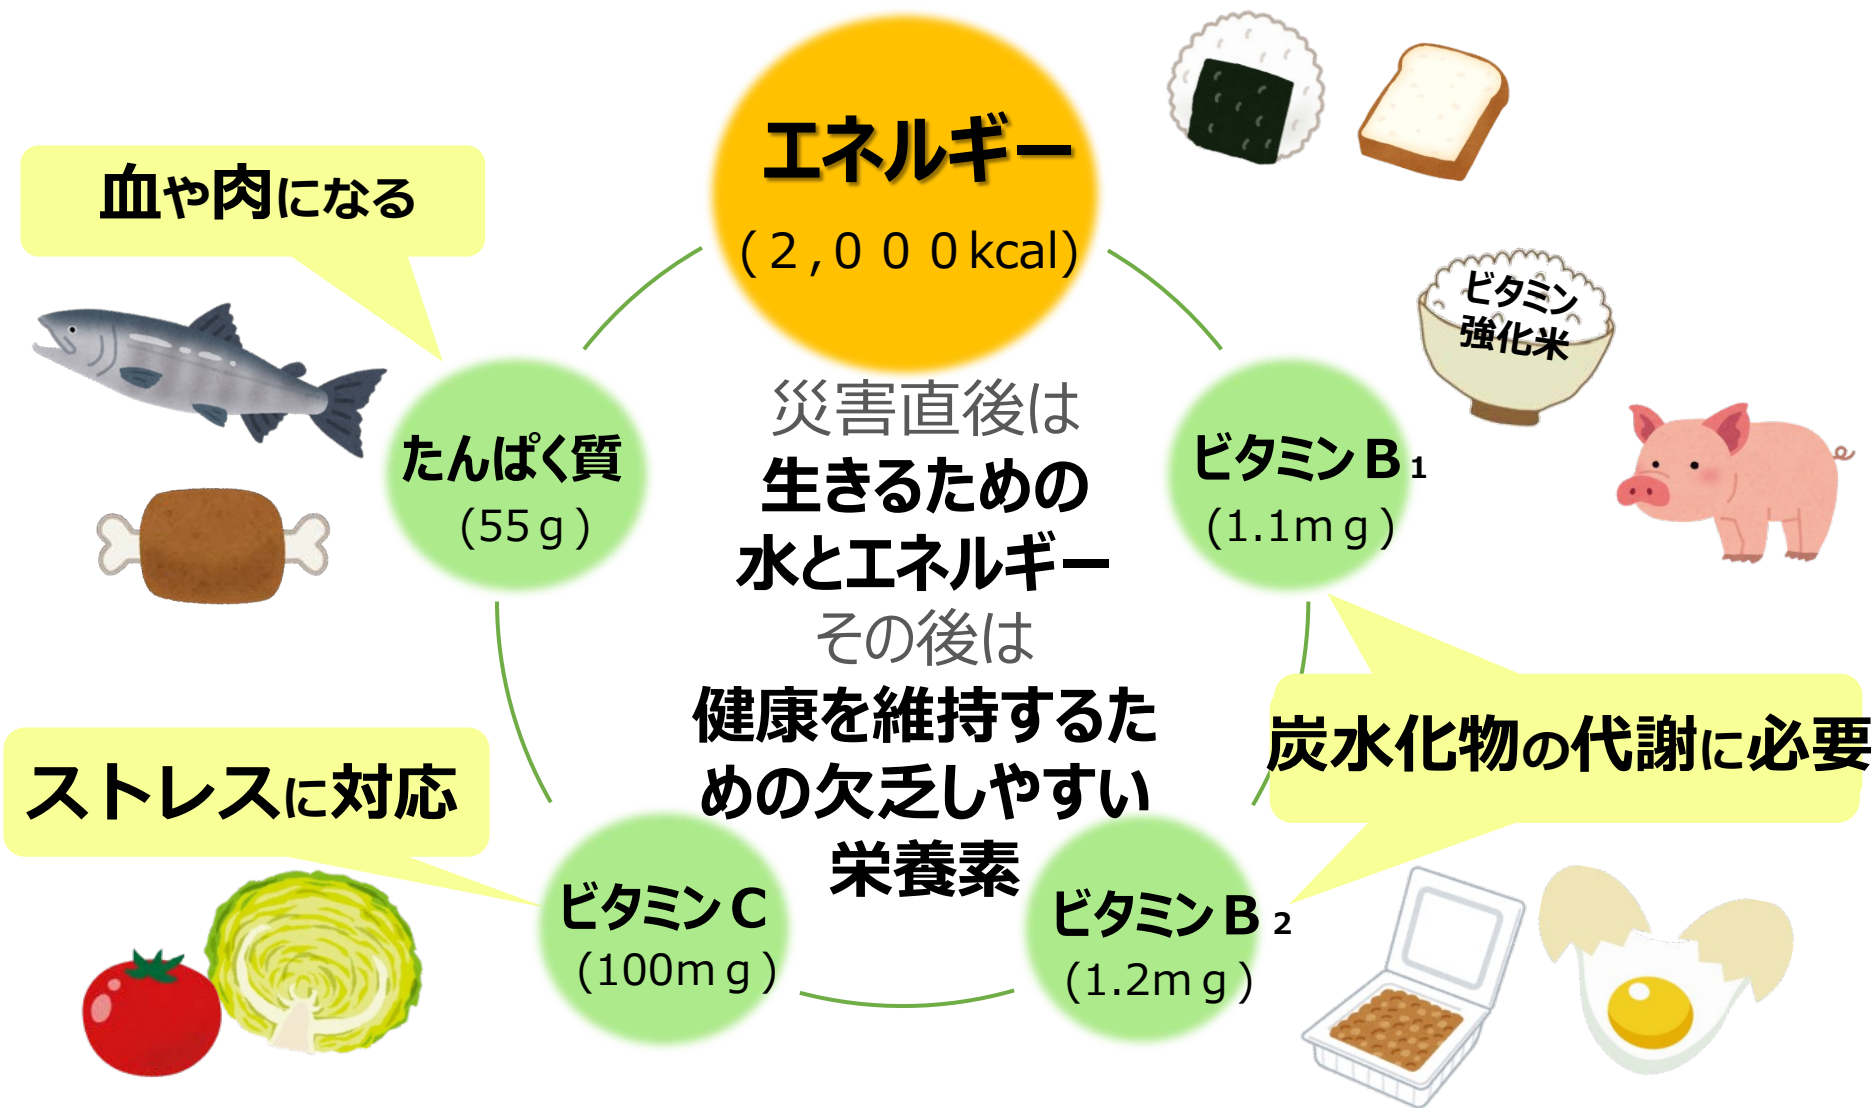 エネルギー
(２,０００kcal)
血や肉になる
ビタミン
強化米
たんぱく質
(55ｇ)
災害直後は
生きるための
水とエネルギー
その後は
健康を維持するた
めの欠乏しやすい
栄養素
ビタミンＢ₁
(1.1mｇ)
炭水化物の代謝に必要
ストレスに対応
ビタミンＣ
(100mｇ)
ビタミンＢ₂
(1.2mｇ)